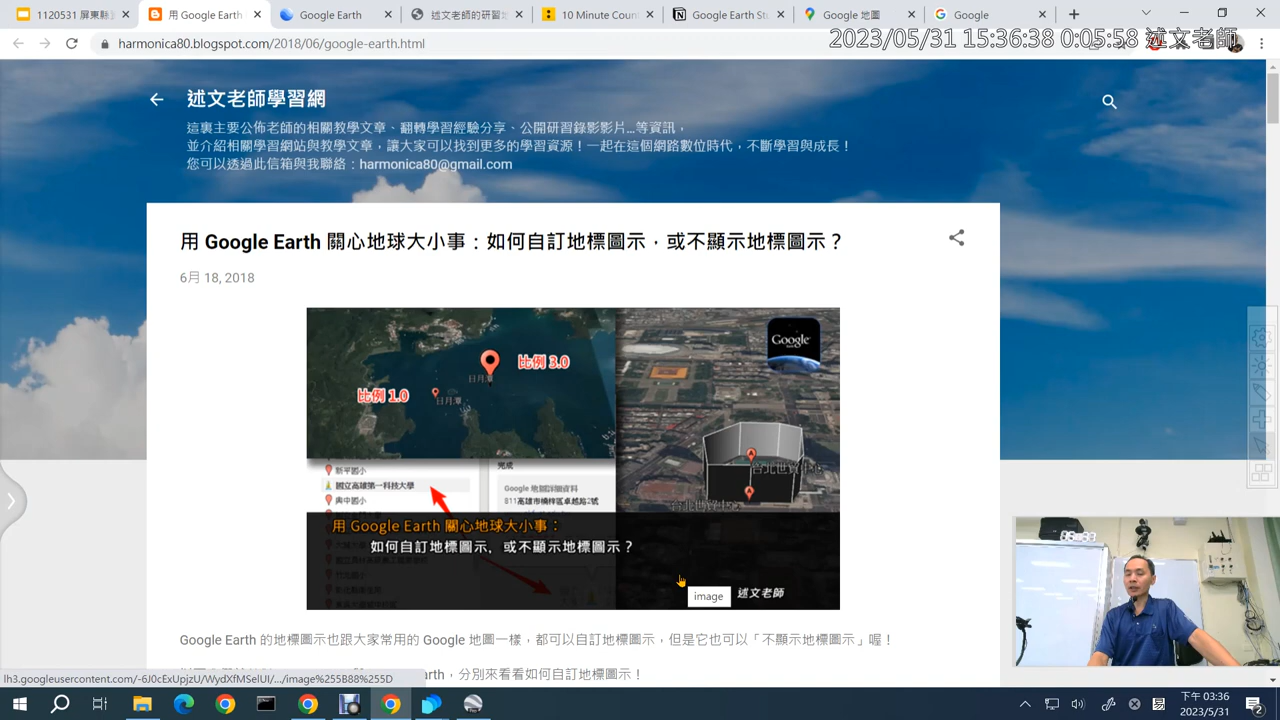 1120531 屏東縣
用 Google Earth
Google Earth
述文老師的研習
10 Minute Coun
Google Earth Stu
Google 地圖
Google
harmonica80.blogspot.com/2018/06/google-earth.html
2023/05/31 15:36:38 0:05:58 述文老師
述文老師學習網
這裏主要公佈老師的相關教學文章、翻轉學習經驗分享、公開研習錄影影片...等資訊，
並介紹相關學習網站與教學文章，讓大家可以找到更多的學習資源！一起在這個網路數位時代，不斷學習與成長！
您可以透過此信箱與我聯絡：harmonica80@gmail.com
用 Google Earth 關心地球大小事：如何自訂地標圖示，或不顯示地標圖示？
6月 18, 2018
Google
比例 3.0
日月潭
比例 1.0
日月潭
台北世貿中心
台北世貿中心
新平國小
國立高雄第一科技大學
興中國小
完成
Google 地圖詳細資料
811高雄市楠梓區卓越路2號
用 Google Earth 關心地球大小事：
如何自訂地標圖示，或不顯示地標圖示？
述文老師
image
Google Earth 的地標圖示也跟大家常用的 Google 地圖一樣，都可以自訂地標圖示，但是它也可以「不顯示地標圖示」喔！
arth，分別來看看如何自訂地標圖示！
lh3.googleusercontent.com/-6J0cExUpjzU/WydXfMSeIUI/.../image%255B88%255D
下午 03:36
2023/5/31
2